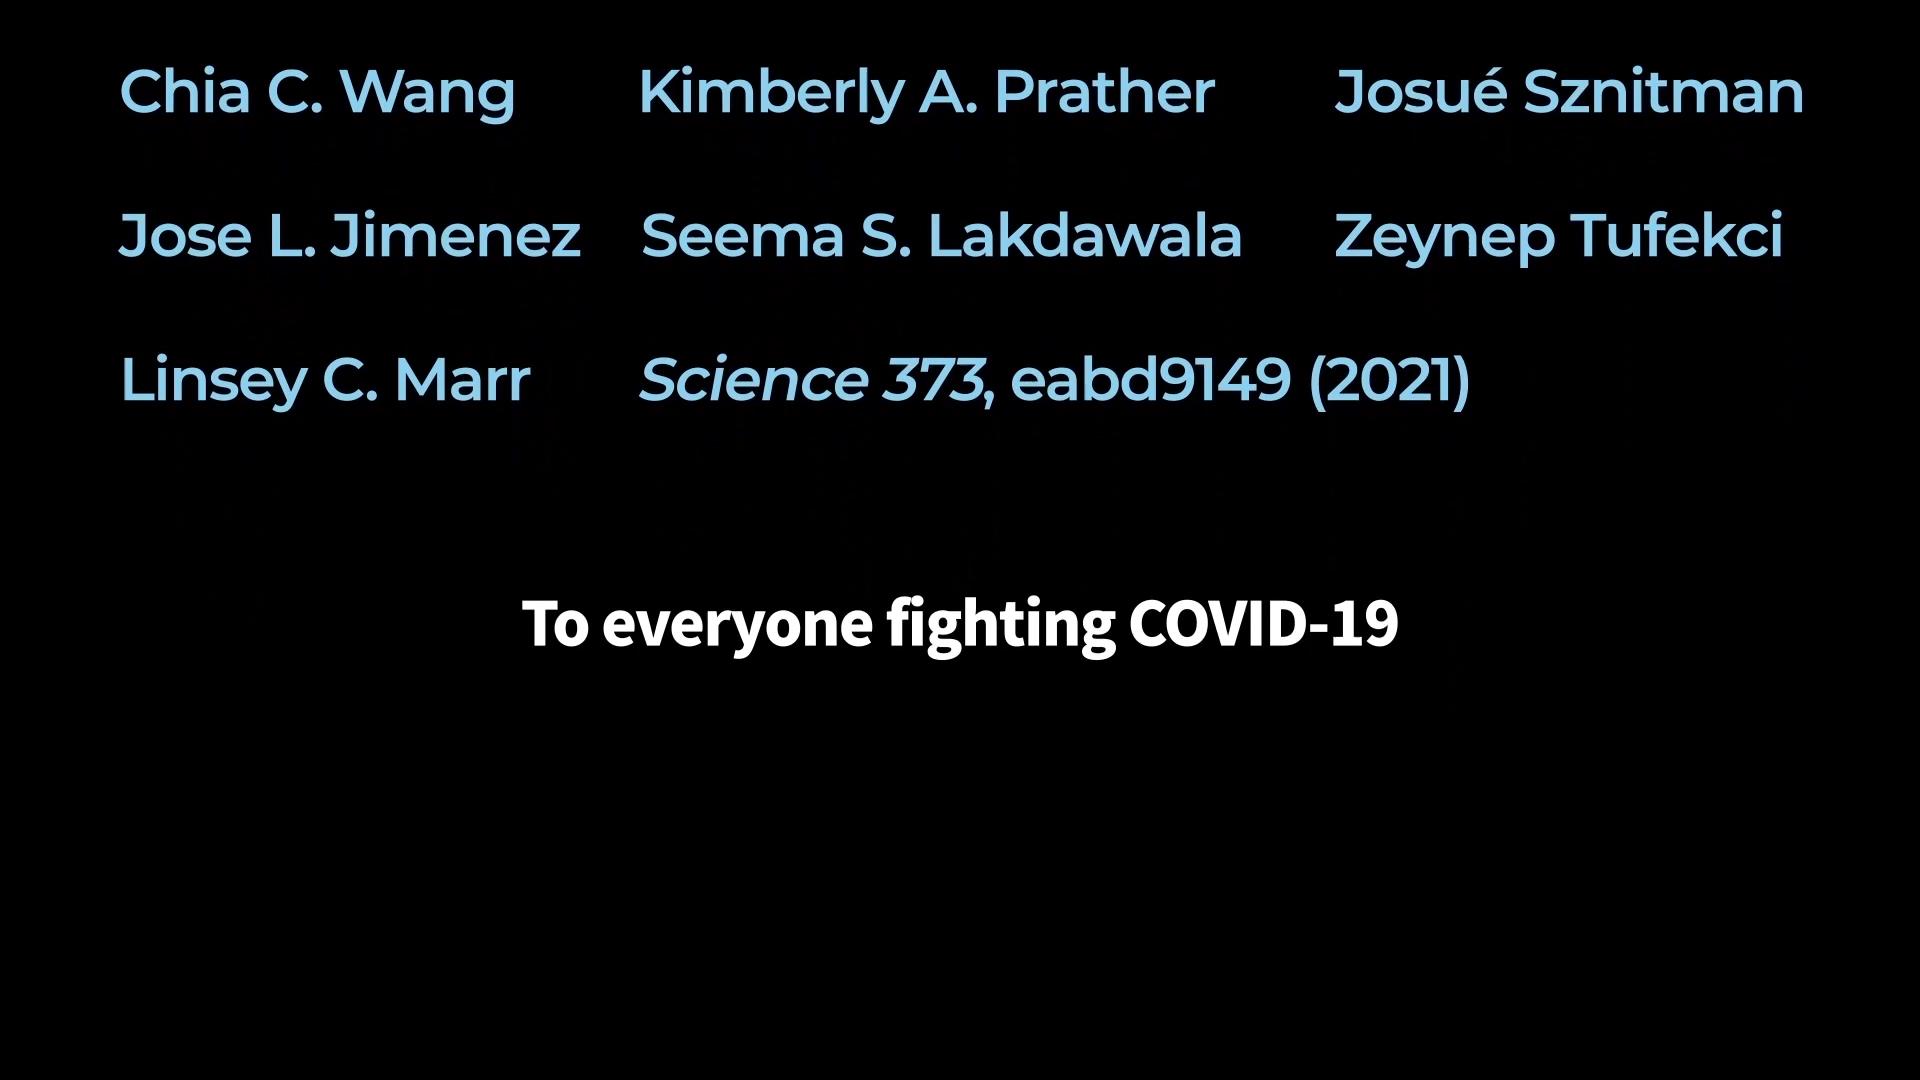 Chia C. Wang Kimberly A. Prather Josué Sznitman
Jose L. Jimenez Seema S. Lakdawala Zeynep Tufekci
Linsey C. Marr Science 373, eabd9149 (2021)
To everyone fighting COVID-19